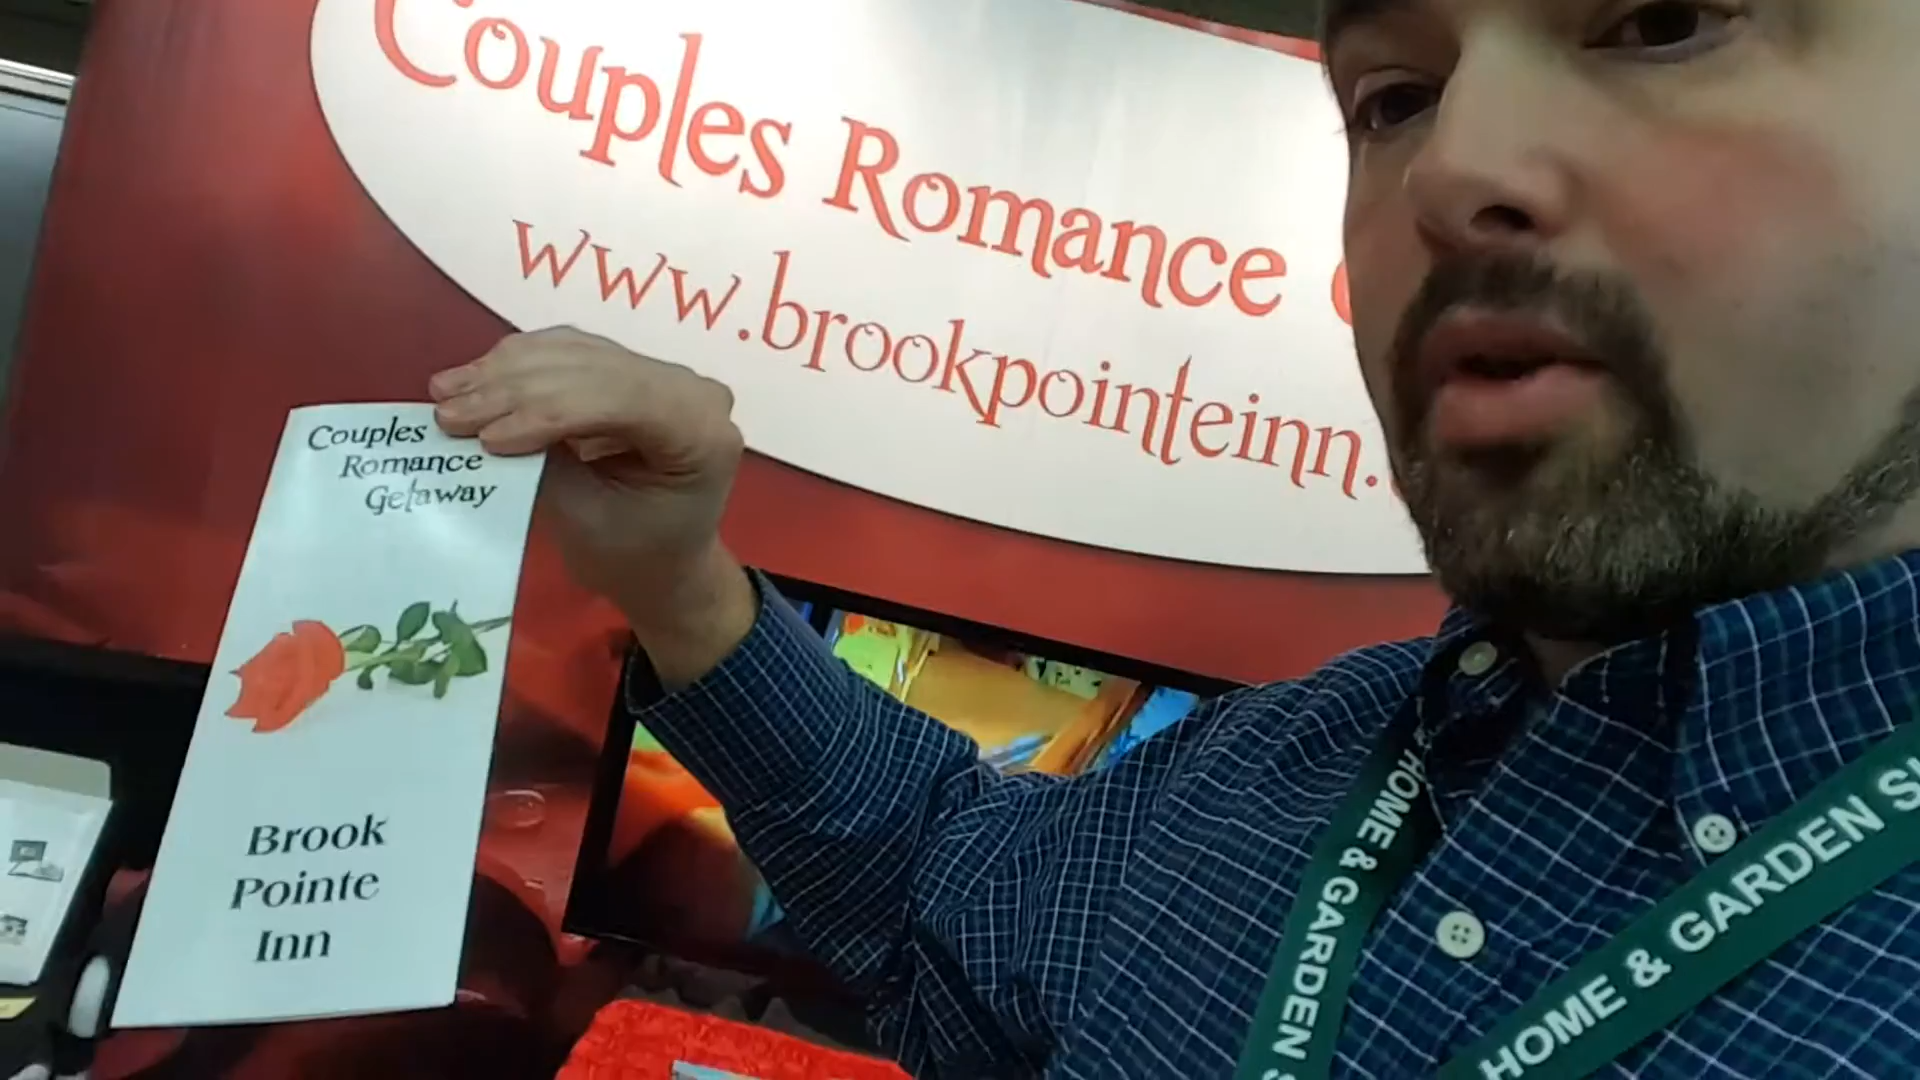 Couples Romance
www.brookpointeinn.
Couples
Romance
Getaway
Brook
Pointe
Inn
HOME & GARDEN S
HOME & GARDEN